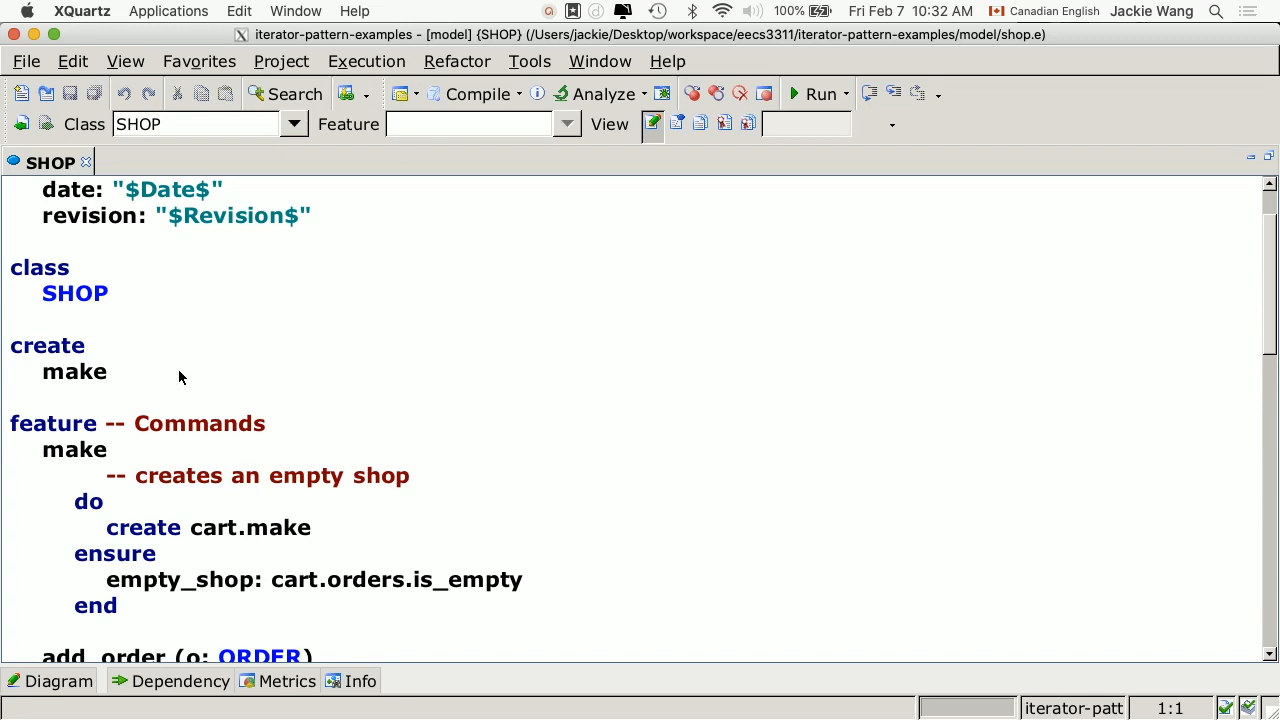 XQuartz Applications Edit Window Help 100% Fri Feb 7 10:32 AM Canadian English Jackie Wang
iterator-pattern-examples - [model] {SHOP} (/Users/jackie/Desktop/workspace/eecs3311/iterator-pattern-examples/model/shop.e)
File Edit View Favorites Project Execution Refactor Tools Window Help
Search Compile Analyze Run
Class SHOP Feature View
SHOP
date: "$Date$"
revision: "$Revision$"
class
SHOP
create
make
feature -- Commands
make
-- creates an empty shop
do
create cart.make
ensure
empty_shop: cart.orders.is_empty
end
add_order (o: ORDER)
Diagram Dependency Metrics Info
iterator-patt 1:1